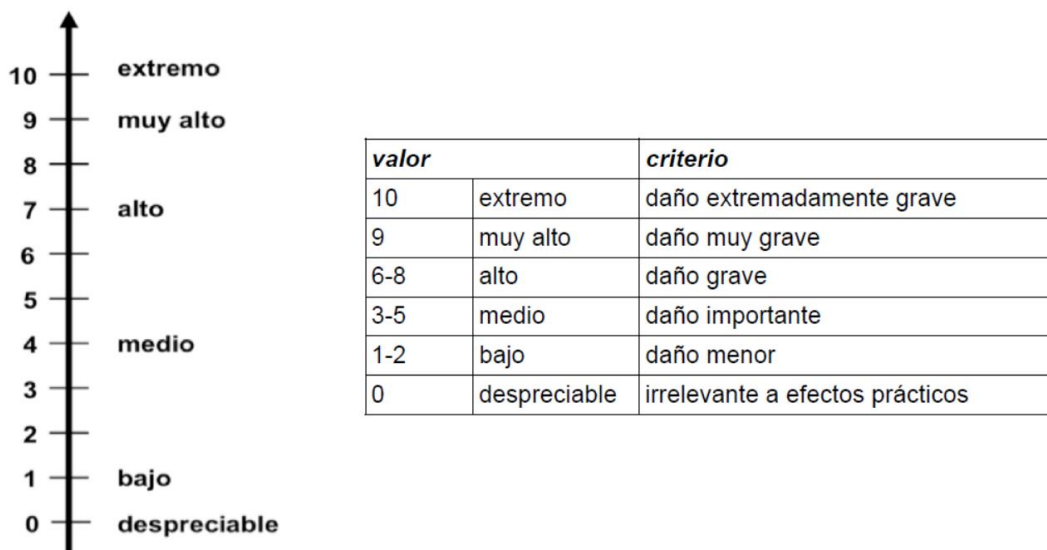 10 extremo
9 muy alto
8
7 alto
6
5
4 medio
3
2
1 bajo
0 despreciable
valor criterio
10 extremo daño extremadamente grave
9 muy alto daño muy grave
6-8 alto daño grave
3-5 medio daño importante
1-2 bajo daño menor
0 despreciable irrelevante a efectos prácticos